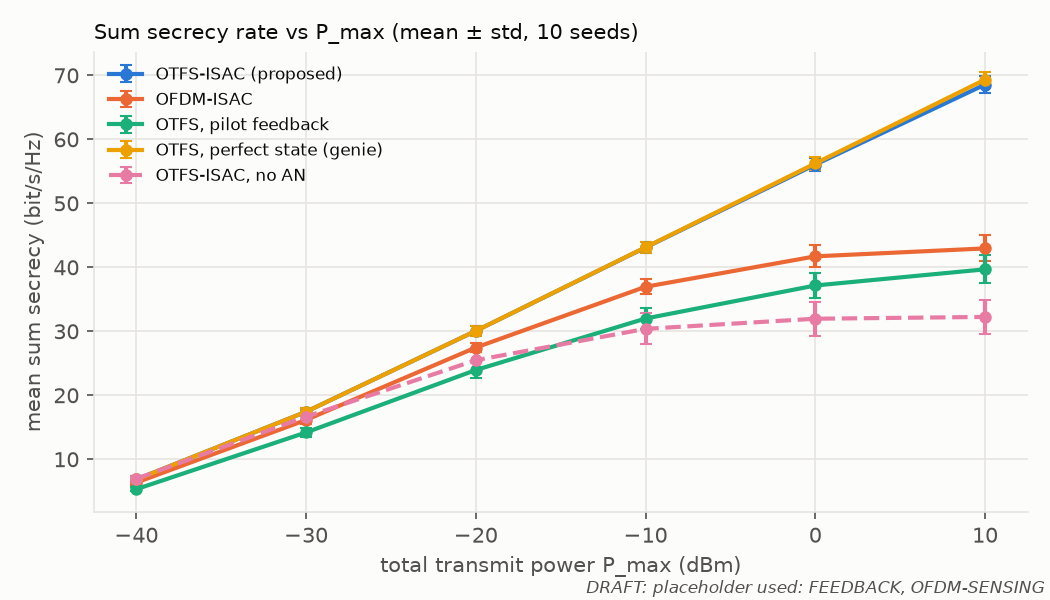 Sum secrecy rate vs P_max (mean ± std, 10 seeds)
OTFS-ISAC (proposed)
OFDM-ISAC
OTFS, pilot feedback
OTFS, perfect state (genie)
OTFS-ISAC, no AN
mean sum secrecy (bit/s/Hz)
70
60
50
40
30
20
10
−40 −30 −20 −10 0 10
total transmit power P_max (dBm)
DRAFT: placeholder used: FEEDBACK, OFDM-SENSING